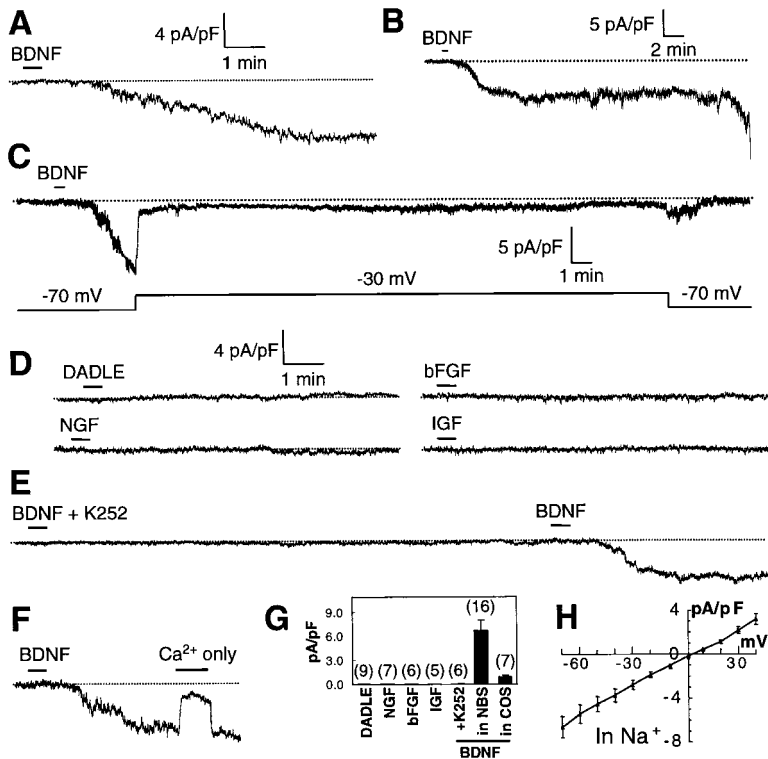 A
4 pA/pF
1 min
BDNF
B
5 pA/pF
2 min
BDNF
C
BDNF
5 pA/pF
1 min
-70 mV
-30 mV
-70 mV
D
4 pA/pF
1 min
DADLE
bFGF
NGF
IGF
E
BDNF + K252
BDNF
F
BDNF
Ca²⁺ only
G
pA/pF
9.0
6.0
3.0
0.0
(9) (7) (6) (5) (6) (16) (7)
DADLE
NGF
bFGF
IGF
+K252
in NBS
in COS
BDNF
H
pA/pF
mV
4
0
-4
-8
-60
-30
30
In Na⁺